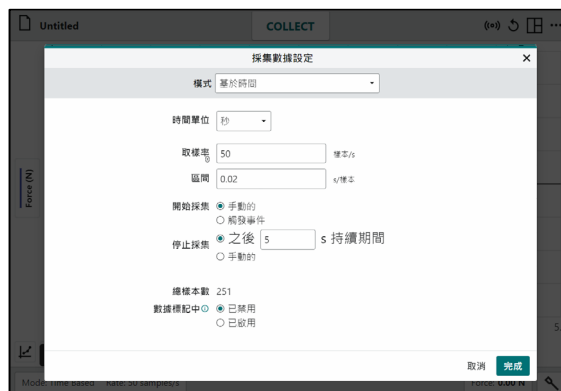 Untitled
COLLECT
採集數據設定
模式 基於時間
時間單位 秒
取樣率 50 樣本/s
區間 0.02 s/樣本
Force (N)
開始採集 手動的
觸發事件
停止採集 之後 5 s 持續期間
手動的
總樣本數 251
數據標記中 已禁用
已啟用
5.
取消 完成
Mode: Time Based Rate: 50 samples/s Force: 0.00 N